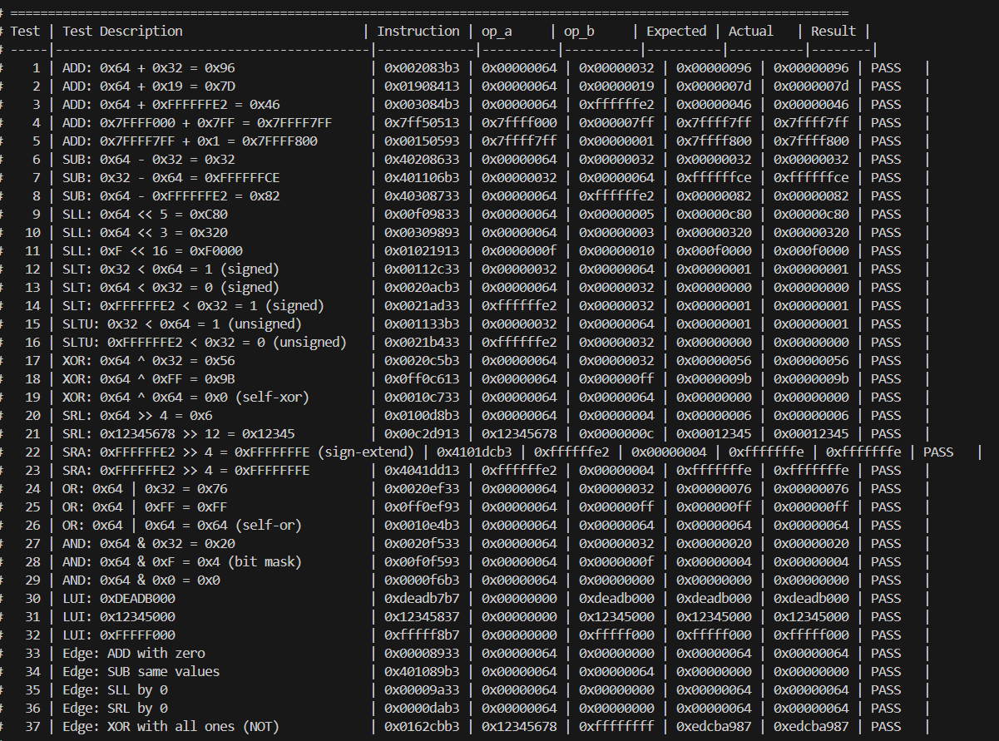 # ================================================================================================================
# Test | Test Description                         | Instruction | op_a     | op_b     | Expected | Actual   | Result |
# -----|------------------------------------------|-------------|----------|----------|----------|----------|--------|
#    1 | ADD: 0x64 + 0x32 = 0x96                  | 0x002083b3 | 0x00000064 | 0x00000032 | 0x00000096 | 0x00000096 | PASS   |
#    2 | ADD: 0x64 + 0x19 = 0x7D                  | 0x01908413 | 0x00000064 | 0x00000019 | 0x0000007d | 0x0000007d | PASS   |
#    3 | ADD: 0x64 + 0xFFFFFFE2 = 0x46            | 0x003084b3 | 0x00000064 | 0xffffffe2 | 0x00000046 | 0x00000046 | PASS   |
#    4 | ADD: 0x7FFFF000 + 0x7FF = 0x7FFFF7FF     | 0x7ff50513 | 0x7ffff000 | 0x000007ff | 0x7ffff7ff | 0x7ffff7ff | PASS   |
#    5 | ADD: 0x7FFFF7FF + 0x1 = 0x7FFFF800       | 0x00150593 | 0x7ffff7ff | 0x00000001 | 0x7ffff800 | 0x7ffff800 | PASS   |
#    6 | SUB: 0x64 - 0x32 = 0x32                  | 0x40208633 | 0x00000064 | 0x00000032 | 0x00000032 | 0x00000032 | PASS   |
#    7 | SUB: 0x32 - 0x64 = 0xFFFFFFCE            | 0x401106b3 | 0x00000032 | 0x00000064 | 0xffffffce | 0xffffffce | PASS   |
#    8 | SUB: 0x64 - 0xFFFFFFE2 = 0x82            | 0x40308733 | 0x00000064 | 0xffffffe2 | 0x00000082 | 0x00000082 | PASS   |
#    9 | SLL: 0x64 << 5 = 0xC80                   | 0x00f09833 | 0x00000064 | 0x00000005 | 0x00000c80 | 0x00000c80 | PASS   |
#   10 | SLL: 0x64 << 3 = 0x320                   | 0x00309893 | 0x00000064 | 0x00000003 | 0x00000320 | 0x00000320 | PASS   |
#   11 | SLL: 0xF << 16 = 0xF0000                 | 0x01021913 | 0x0000000f | 0x00000010 | 0x000f0000 | 0x000f0000 | PASS   |
#   12 | SLT: 0x32 < 0x64 = 1 (signed)            | 0x00112c33 | 0x00000032 | 0x00000064 | 0x00000001 | 0x00000001 | PASS   |
#   13 | SLT: 0x64 < 0x32 = 0 (signed)            | 0x0020acb3 | 0x00000064 | 0x00000032 | 0x00000000 | 0x00000000 | PASS   |
#   14 | SLT: 0xFFFFFFE2 < 0x32 = 1 (signed)      | 0x0021ad33 | 0xffffffe2 | 0x00000032 | 0x00000001 | 0x00000001 | PASS   |
#   15 | SLTU: 0x32 < 0x64 = 1 (unsigned)         | 0x001133b3 | 0x00000032 | 0x00000064 | 0x00000001 | 0x00000001 | PASS   |
#   16 | SLTU: 0xFFFFFFE2 < 0x32 = 0 (unsigned)   | 0x0021b433 | 0xffffffe2 | 0x00000032 | 0x00000000 | 0x00000000 | PASS   |
#   17 | XOR: 0x64 ^ 0x32 = 0x56                  | 0x0020c5b3 | 0x00000064 | 0x00000032 | 0x00000056 | 0x00000056 | PASS   |
#   18 | XOR: 0x64 ^ 0xFF = 0x9B                  | 0x0ff0c613 | 0x00000064 | 0x000000ff | 0x0000009b | 0x0000009b | PASS   |
#   19 | XOR: 0x64 ^ 0x64 = 0x0 (self-xor)        | 0x0010c733 | 0x00000064 | 0x00000064 | 0x00000000 | 0x00000000 | PASS   |
#   20 | SRL: 0x64 >> 4 = 0x6                     | 0x0100d8b3 | 0x00000064 | 0x00000004 | 0x00000006 | 0x00000006 | PASS   |
#   21 | SRL: 0x12345678 >> 12 = 0x12345          | 0x00c2d913 | 0x12345678 | 0x0000000c | 0x00012345 | 0x00012345 | PASS   |
#   22 | SRA: 0xFFFFFFE2 >> 4 = 0xFFFFFFFE (sign-extend) | 0x4101dcb3 | 0xffffffe2 | 0x00000004 | 0xfffffffe | 0xfffffffe | PASS   |
#   23 | SRA: 0xFFFFFFE2 >> 4 = 0xFFFFFFFE        | 0x4041dd13 | 0xffffffe2 | 0x00000004 | 0xfffffffe | 0xfffffffe | PASS   |
#   24 | OR: 0x64 | 0x32 = 0x76                   | 0x0020ef33 | 0x00000064 | 0x00000032 | 0x00000076 | 0x00000076 | PASS   |
#   25 | OR: 0x64 | 0xFF = 0xFF                   | 0x0ff0ef93 | 0x00000064 | 0x000000ff | 0x000000ff | 0x000000ff | PASS   |
#   26 | OR: 0x64 | 0x64 = 0x64 (self-or)         | 0x0010e4b3 | 0x00000064 | 0x00000064 | 0x00000064 | 0x00000064 | PASS   |
#   27 | AND: 0x64 & 0x32 = 0x20                  | 0x0020f533 | 0x00000064 | 0x00000032 | 0x00000020 | 0x00000020 | PASS   |
#   28 | AND: 0x64 & 0xF = 0x4 (bit mask)         | 0x00f0f593 | 0x00000064 | 0x0000000f | 0x00000004 | 0x00000004 | PASS   |
#   29 | AND: 0x64 & 0x0 = 0x0                    | 0x0000f6b3 | 0x00000064 | 0x00000000 | 0x00000000 | 0x00000000 | PASS   |
#   30 | LUI: 0xDEADB000                          | 0xdeadb7b7 | 0x00000000 | 0xdeadb000 | 0xdeadb000 | 0xdeadb000 | PASS   |
#   31 | LUI: 0x12345000                          | 0x12345837 | 0x00000000 | 0x12345000 | 0x12345000 | 0x12345000 | PASS   |
#   32 | LUI: 0xFFFFF000                          | 0xfffff8b7 | 0x00000000 | 0xfffff000 | 0xfffff000 | 0xfffff000 | PASS   |
#   33 | Edge: ADD with zero                      | 0x00008933 | 0x00000064 | 0x00000000 | 0x00000064 | 0x00000064 | PASS   |
#   34 | Edge: SUB same values                    | 0x401089b3 | 0x00000064 | 0x00000064 | 0x00000000 | 0x00000000 | PASS   |
#   35 | Edge: SLL by 0                           | 0x00009a33 | 0x00000064 | 0x00000000 | 0x00000064 | 0x00000064 | PASS   |
#   36 | Edge: SRL by 0                           | 0x0000dab3 | 0x00000064 | 0x00000000 | 0x00000064 | 0x00000064 | PASS   |
#   37 | Edge: XOR with all ones (NOT)            | 0x0162cbb3 | 0x12345678 | 0xffffffff | 0xedcba987 | 0xedcba987 | PASS   |